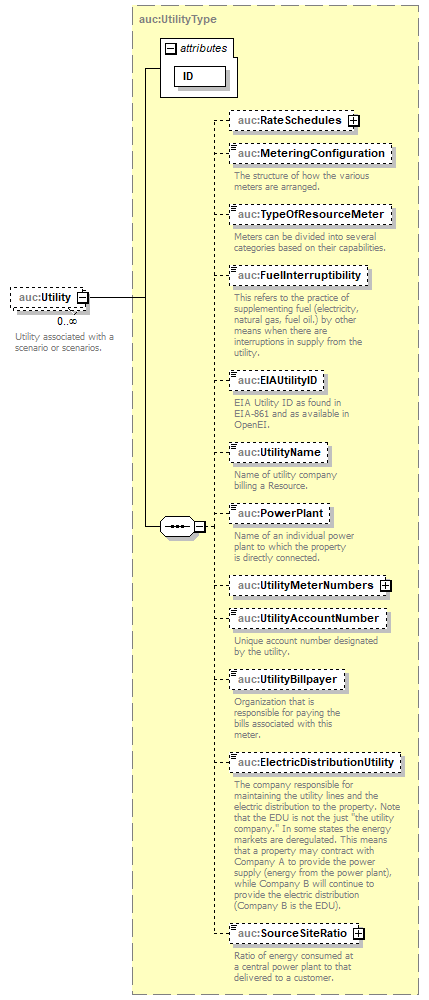 auc:UtilityType
attributes
ID
auc:RateSchedules
auc:MeteringConfiguration
The structure of how the various
meters are arranged.
auc:TypeOfResourceMeter
Meters can be divided into several
categories based on their capabilities.
auc:FuelInterruptibility
This refers to the practice of
supplementing fuel (electricity,
natural gas, fuel oil.) by other
means when there are
interruptions in supply from the
utility.
auc:Utility
0..∞
Utility associated with a
scenario or scenarios.
auc:EIAUtilityID
EIA Utility ID as found in
EIA-861 and as available in
OpenEI.
auc:UtilityName
Name of utility company
billing a Resource.
auc:PowerPlant
Name of an individual power
plant to which the property
is directly connected.
auc:UtilityMeterNumbers
auc:UtilityAccountNumber
Unique account number designated
by the utility.
auc:UtilityBillpayer
Organization that is
responsible for paying the
bills associated with this
meter.
auc:ElectricDistributionUtility
The company responsible for
maintaining the utility lines and the
electric distribution to the property. Note
that the EDU is not the just "the utility
company." In some states the energy
markets are deregulated. This means
that a property may contract with
Company A to provide the power
supply (energy from the power plant),
while Company B will continue to
provide the electric distribution
(Company B is the EDU).
auc:SourceSiteRatio
Ratio of energy consumed at
a central power plant to that
delivered to a customer.